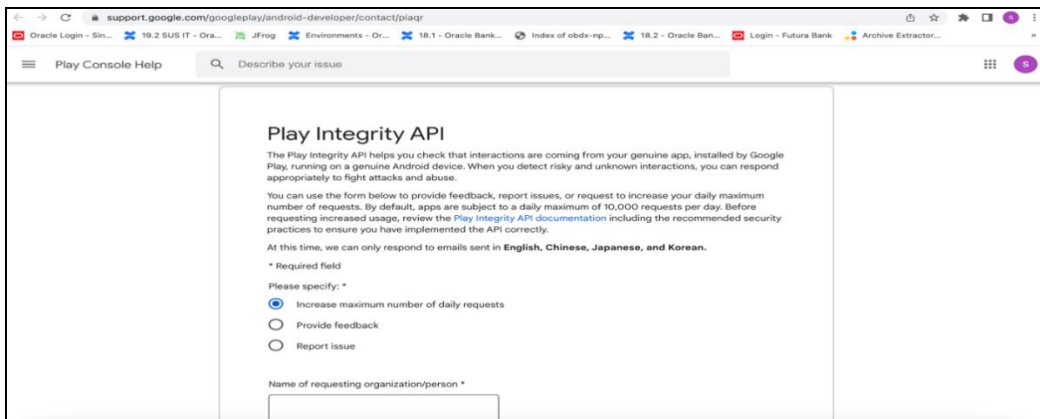 support.google.com/googleplay/android-developer/contact/piaqr
Oracle Login - Sin... 19.2 SUS IT - Ora... JFrog Environments - Or... 18.1 - Oracle Bank... Index of obdx-np... 18.2 - Oracle Ban... Login - Futura Bank Archive Extractor... »
Play Console Help Describe your issue S
Play Integrity API
The Play Integrity API helps you check that interactions are coming from your genuine app, installed by Google
Play, running on a genuine Android device. When you detect risky and unknown interactions, you can respond
appropriately to fight attacks and abuse.
You can use the form below to provide feedback, report issues, or request to increase your daily maximum
number of requests. By default, apps are subject to a daily maximum of 10,000 requests per day. Before
requesting increased usage, review the Play Integrity API documentation including the recommended security
practices to ensure you have implemented the API correctly.
At this time, we can only respond to emails sent in English, Chinese, Japanese, and Korean.
* Required field
Please specify: *
Increase maximum number of daily requests
Provide feedback
Report issue
Name of requesting organization/person *